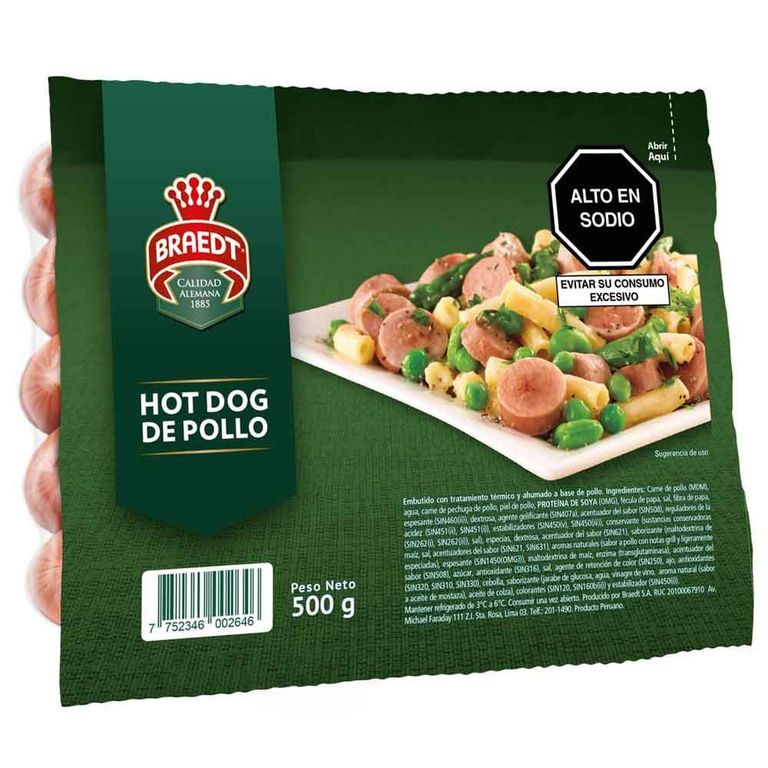 Abrir
Aquí
ALTO EN
SODIO
EVITAR SU CONSUMO
EXCESIVO
BRAEDT
CALIDAD
ALEMANA
1885
HOT DOG
DE POLLO
Sugerencia de uso
Embutido con tratamiento térmico y ahumado a base de pollo. Ingredientes: Carne de pollo (MDM),
agua, carne de pechuga de pollo, piel de pollo, PROTEÍNA DE SOYA (OMG), fécula de papa, sal, fibra de papa,
espesante (SIN460(ii)), dextrosa, agente gelificante (SIN407a), acentuador del sabor (SIN508), reguladores de la
acidez (SIN451(i), SIN451(ii)), estabilizadores (SIN450(v), SIN450(iii)), conservante (sustancias conservadoras
(SIN262(i), SIN262(ii)), sal), especias, dextrosa, acentuador del sabor (SIN621), saborizante (maltodextrina de
maíz, sal, acentuadores del sabor (SIN621, SIN631), aromas naturales (sabor a pollo con notas grill y ligeramente
especiadas), espesante (SIN1450(OMG))), maltodextrina de maíz, enzima (transglutaminasa), acentuador del
sabor (SIN508), azúcar, antioxidante (SIN316), sal, agente de retención de color (SIN250), ajo, antioxidante
(SIN320, SIN310, SIN330), cebolla, saborizante (jarabe de glucosa, agua, vinagre de vino, aroma natural (sabor
a aceite de mostaza), aceite de colza), colorantes (SIN120, SIN160b(ii)) y estabilizador (SIN450(i)).
Mantener refrigerado de 3°C a 6°C. Consumir una vez abierto. Producido por Braedt S.A. RUC 20100067910 Av.
Michael Faraday 111 Z.I. Sta. Rosa, Lima 03. Telf.: 201-1490. Producto Peruano.
Peso Neto
500 g
7 752346 002646